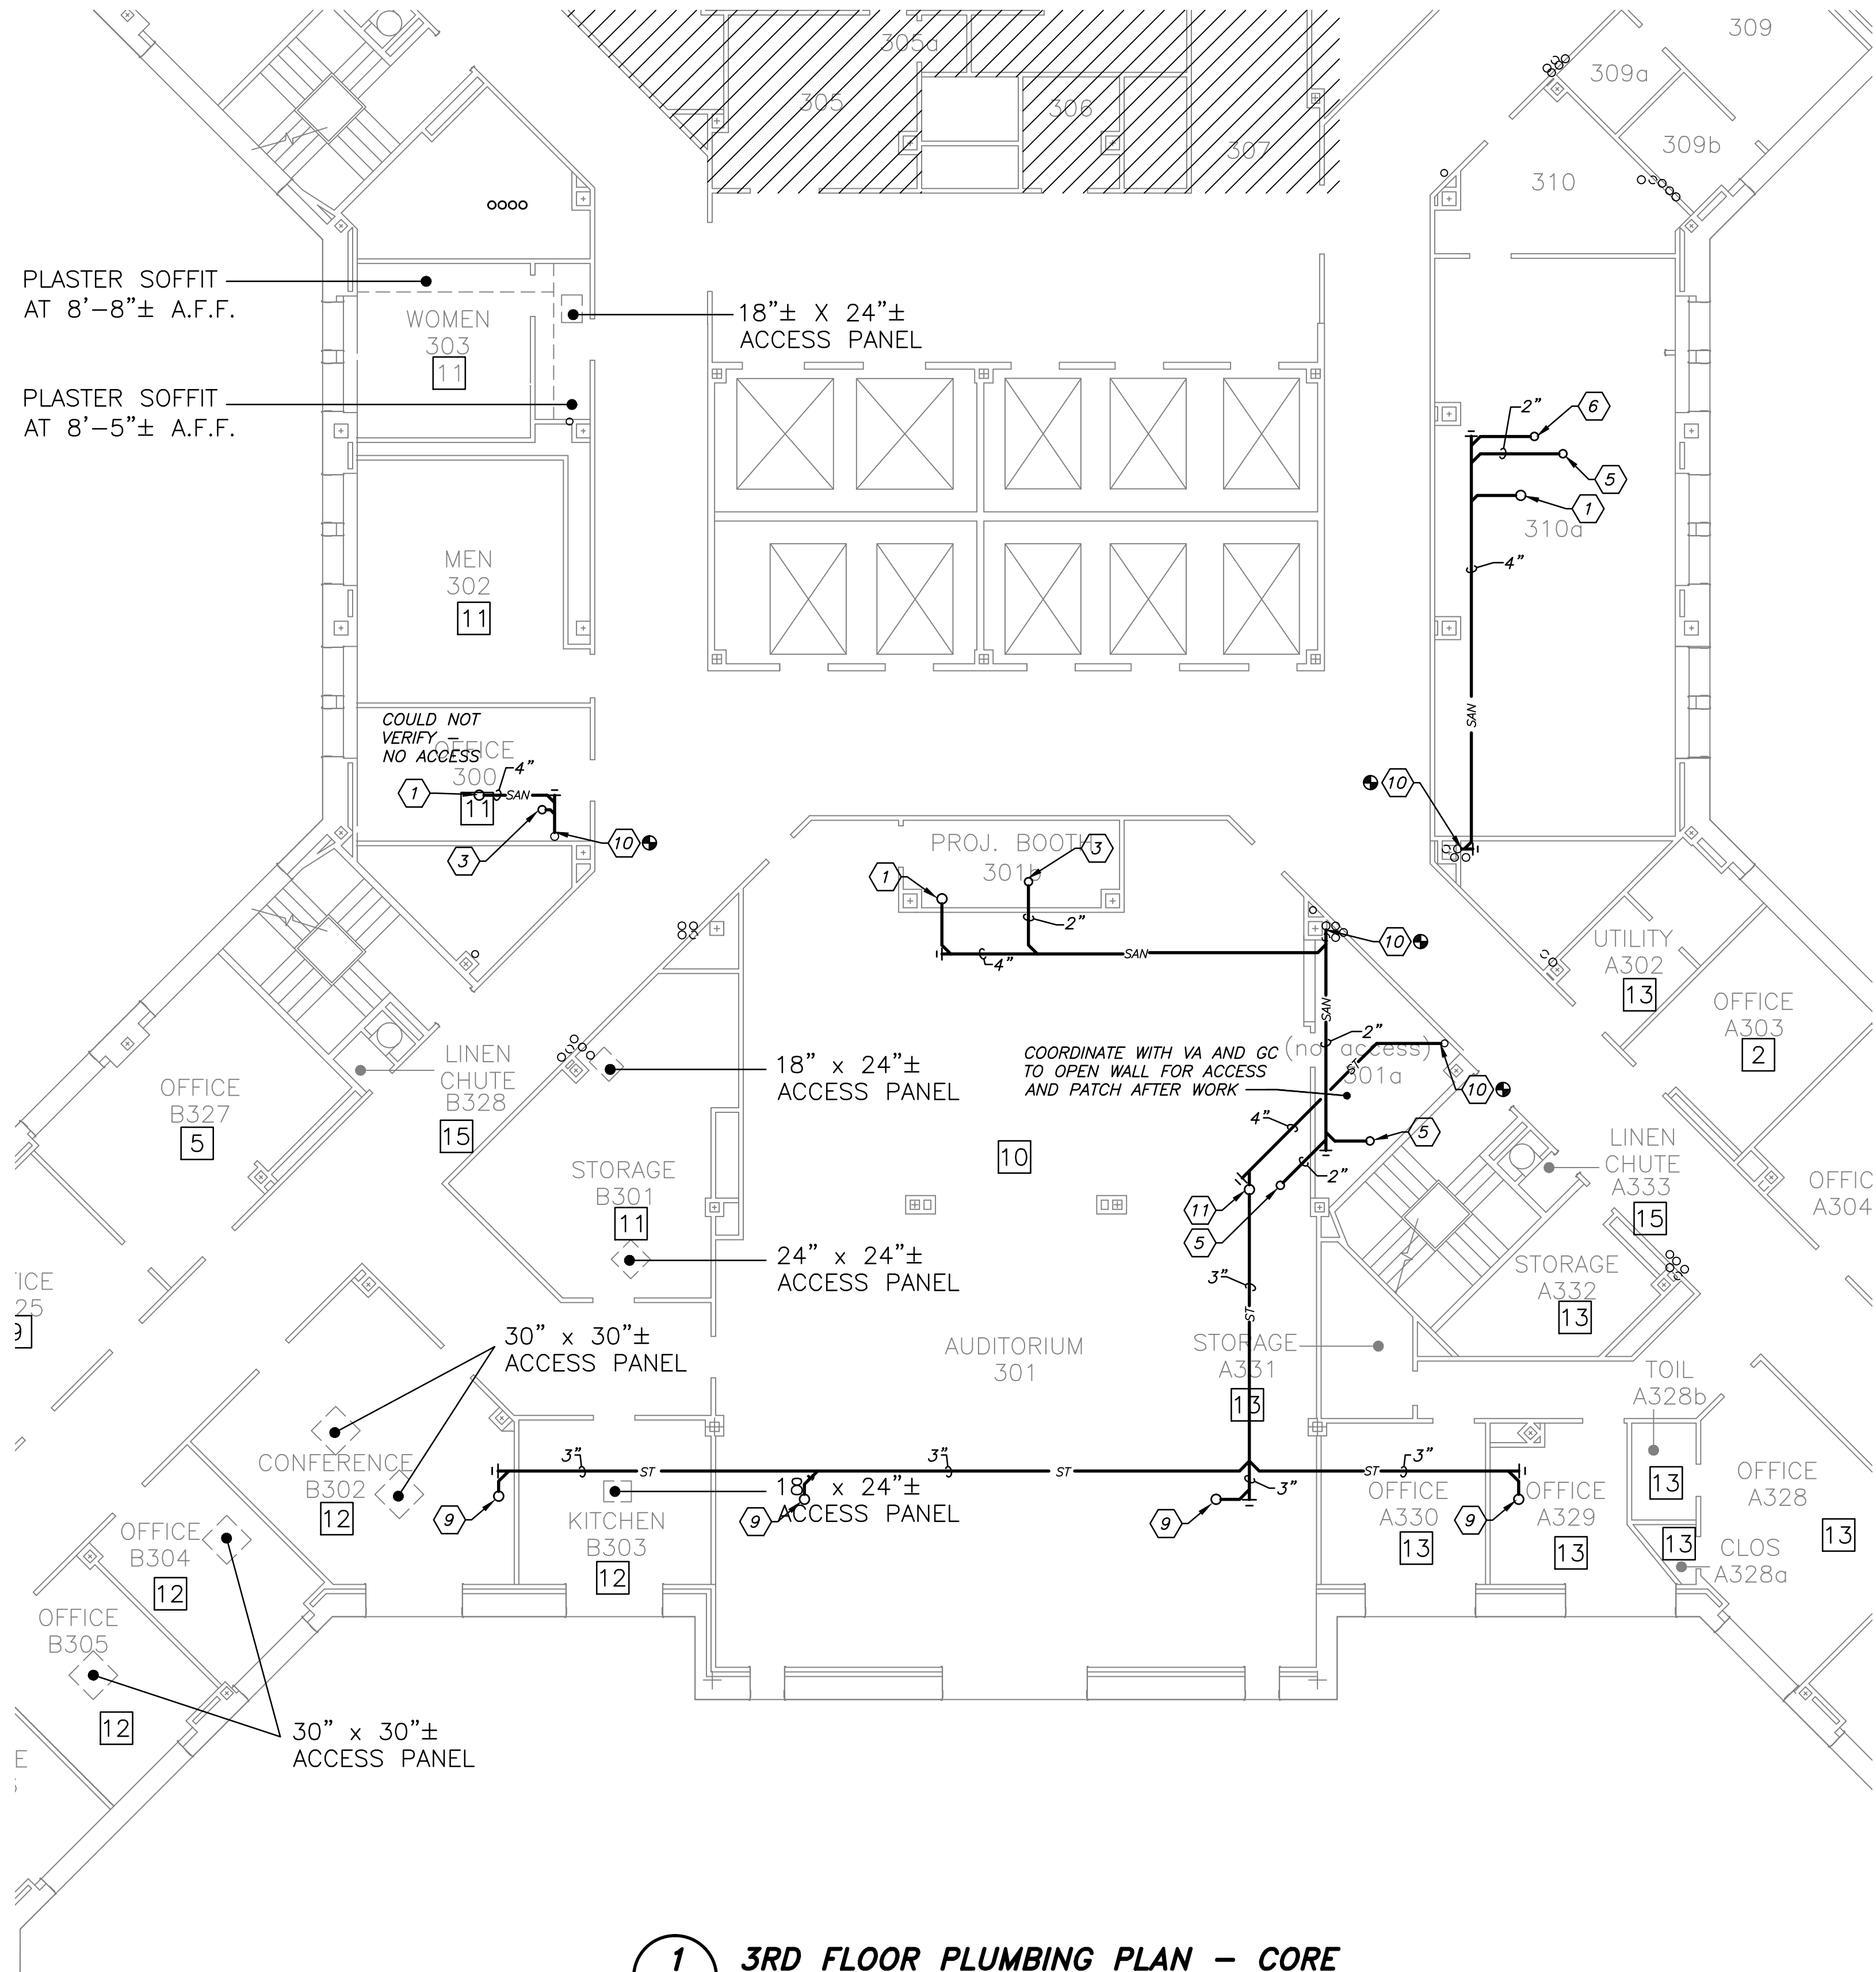 305a
309
309a
305
306
309b
307
310
PLASTER SOFFIT
AT 8'-8"± A.F.F.
WOMEN
303
11
18"± X 24"±
ACCESS PANEL
PLASTER SOFFIT
AT 8'-5"± A.F.F.
2"
6
5
1
310a
4"
MEN
302
11
SAN
COULD NOT
VERIFY –
NO ACCESS
OFFICE
300
4"
1
SAN
11
10
3
10
PROJ. BOOTH
301b
3
1
2"
4"
SAN
10
UTILITY
A302
13
OFFICE
A303
2
SAN
2"
COORDINATE WITH VA AND GC
TO OPEN WALL FOR ACCESS
AND PATCH AFTER WORK
(no access)
301a
ST
10
LINEN
CHUTE
B328
15
18" x 24"±
ACCESS PANEL
OFFICE
B327
5
4"
5
2"
10
LINEN
CHUTE
A333
15
STORAGE
B301
11
OFFIC
A304
11
5
24" x 24"±
ACCESS PANEL
3"
ST
STORAGE
A332
13
ICE
25
9
30" x 30"±
ACCESS PANEL
AUDITORIUM
301
STORAGE
A331
13
TOIL
A328b
13
CONFERENCE
B302
12
3"
ST
3"
ST
3"
ST
3"
18" x 24"±
ACCESS PANEL
9
9
9
9
KITCHEN
B303
12
OFFICE
A330
13
OFFICE
A329
13
OFFICE
A328
13
13
CLOS
A328a
OFFICE
B304
12
OFFICE
B305
12
30" x 30"±
ACCESS PANEL
E
1
3RD FLOOR PLUMBING PLAN – CORE